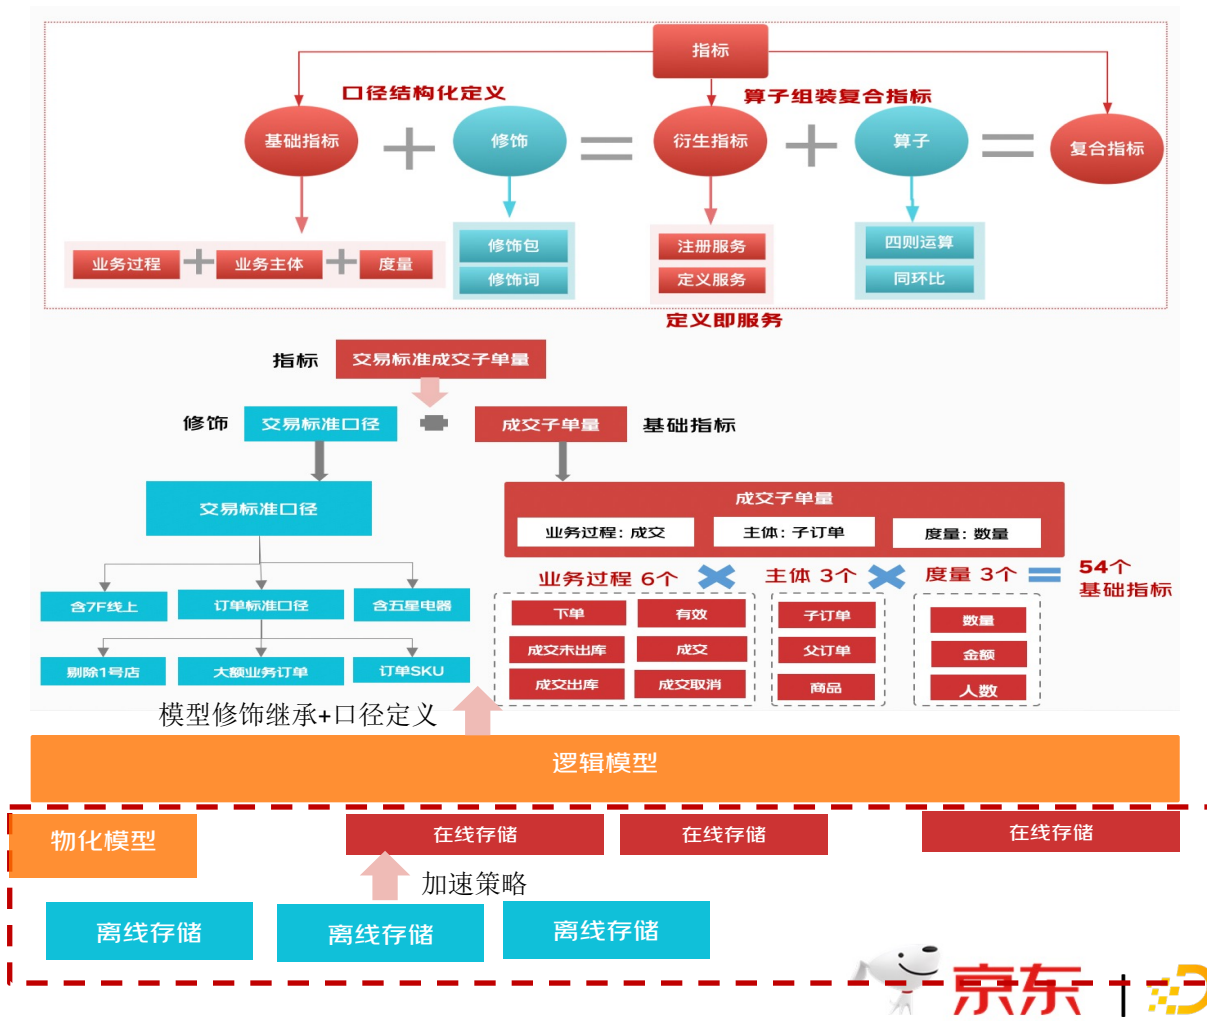 指标
口径结构化定义
算子组装复合指标
基础指标
修饰
衍生指标
算子
复合指标
业务过程
业务主体
度量
修饰包
修饰词
注册服务
定义服务
四则运算
同环比
定义即服务
指标
交易标准成交子单量
修饰
交易标准口径
成交子单量
基础指标
交易标准口径
成交子单量
业务过程: 成交
主体: 子订单
度量: 数量
业务过程 6个
主体 3个
度量 3个
54个
基础指标
含7F线上
订单标准口径
含五星电器
剔除1号店
大额业务订单
订单SKU
下单
有效
成交未出库
成交
成交出库
成交取消
子订单
父订单
商品
数量
金额
人数
模型修饰继承+口径定义
逻辑模型
物化模型
在线存储
在线存储
在线存储
加速策略
离线存储
离线存储
离线存储
京东